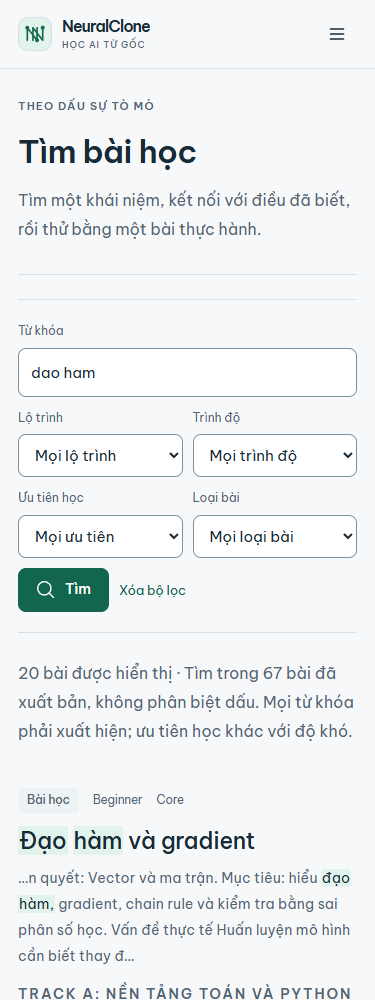 NeuralClone
HỌC AI TỪ GỐC
THEO DẤU SỰ TÒ MÒ
Tìm bài học
Tìm một khái niệm, kết nối với điều đã biết,
rồi thử bằng một bài thực hành.
Từ khóa
dao ham
Lộ trình Trình độ
Mọi lộ trình Mọi trình độ
Ưu tiên học Loại bài
Mọi ưu tiên Mọi loại bài
Tìm Xóa bộ lọc
20 bài được hiển thị · Tìm trong 67 bài đã
xuất bản, không phân biệt dấu. Mọi từ khóa
phải xuất hiện; ưu tiên học khác với độ khó.
Bài học Beginner Core
Đạo hàm và gradient
…n quyết: Vector và ma trận. Mục tiêu: hiểu đạo
hàm, gradient, chain rule và kiểm tra bằng sai
phân số học. Vấn đề thực tế Huấn luyện mô hình
cần biết thay đ…
TRACK A: NỀN TẢNG TOÁN VÀ PYTHON